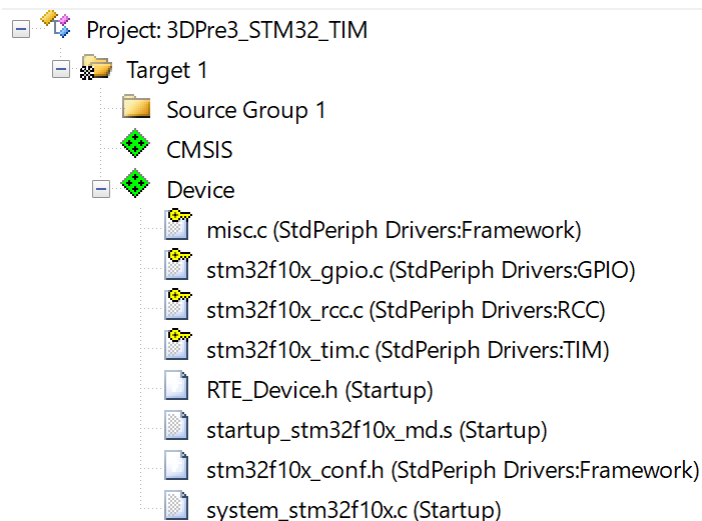 Project: 3DPre3_STM32_TIM
Target 1
Source Group 1
CMSIS
Device
misc.c (StdPeriph Drivers:Framework)
stm32f10x_gpio.c (StdPeriph Drivers:GPIO)
stm32f10x_rcc.c (StdPeriph Drivers:RCC)
stm32f10x_tim.c (StdPeriph Drivers:TIM)
RTE_Device.h (Startup)
startup_stm32f10x_md.s (Startup)
stm32f10x_conf.h (StdPeriph Drivers:Framework)
system_stm32f10x.c (Startup)